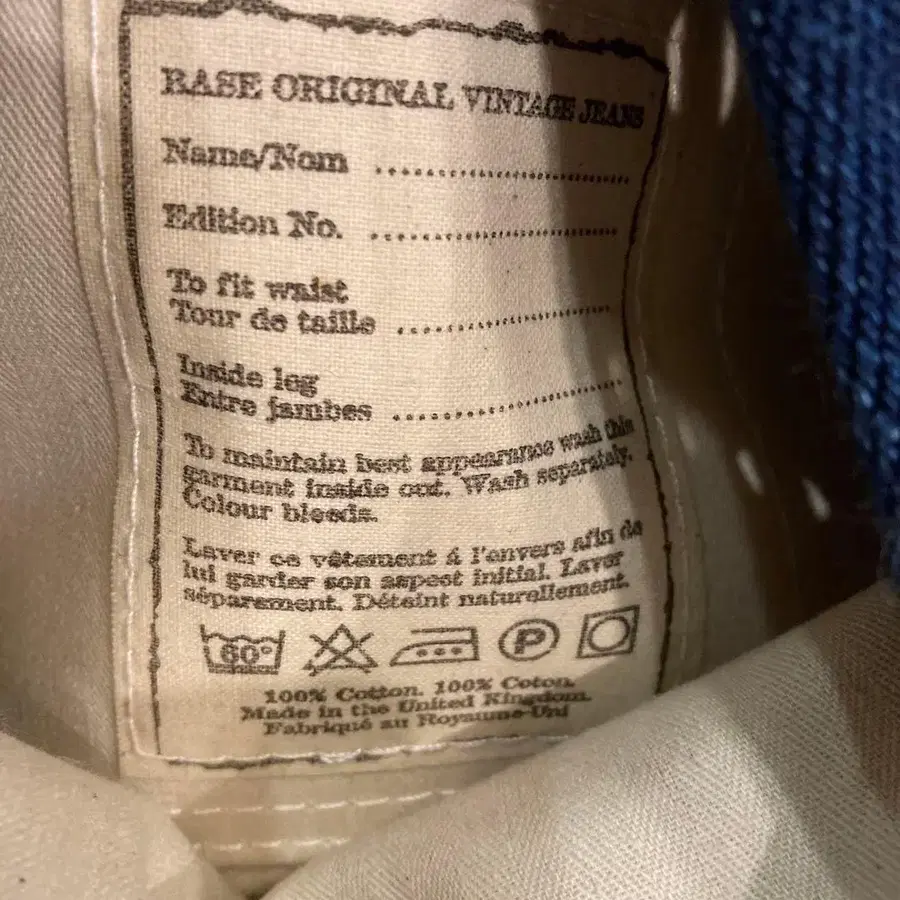 BASE ORIGINAL VINTAGE JEANS
Name/Nom ..............................
Edition No. ..............................
To fit waist
Tour de taille ..............................
Inside leg
Entre jambes ..............................
To maintain best appearance wash this
garment inside out. Wash separately.
Colour bleeds.
Laver ce vêtement á l'envers afin de
lui garder son aspect initial. Laver
séparement. Déteint naturellement.
60° P
100% Cotton. 100% Coton.
Made in the United Kingdom.
Fabriqué au Royaume-Uni